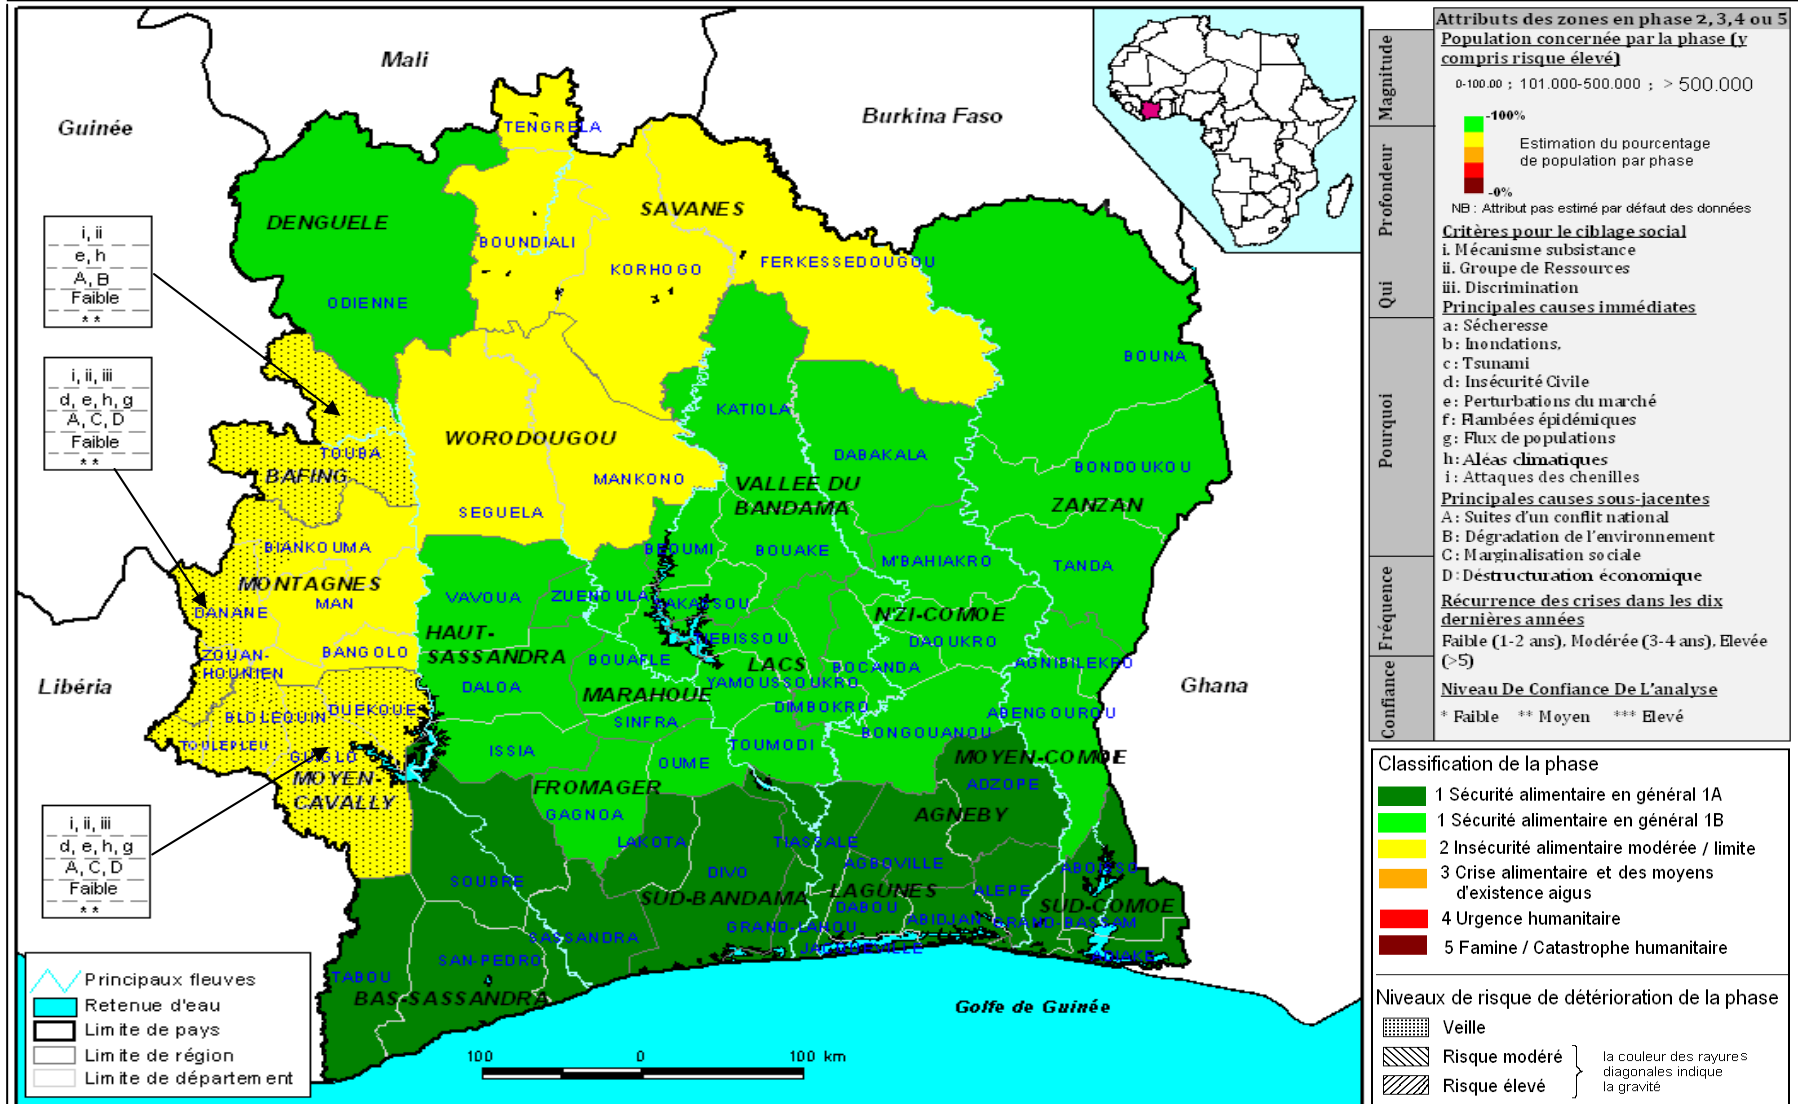 Mali
Guinée
Burkina Faso
Libéria
Ghana
Golfe de Guinée
TENGRELA
DENGUELE
SAVANES
BOUNDIALI
KORHOGO
FERKESSEDOUGOU
ODIENNE
BOUNA
KATIOLA
WORODOUGOU
TOUBA
BAFING
MANKONO
DABAKALA
BONDOUKOU
VALLEE DU
BANDAMA
ZANZAN
SEGUELA
BIANKOUMA
BEOUMI
BOUAKE
M'BAHIAKRO
TANDA
MONTAGNES
DANANE
MAN
VAVOUA
ZUENOULA
SAKASSOU
N'ZI-COMOE
HAUT-
SASSANDRA
TIEBISSOU
DAOUKRO
BANGOLO
ZOUAN-
HOUNIEN
BOUAFLE
LACS
BOCANDA
AGNIBILEKRO
DALOA
MARAHOUE
YAMOUSSOUKRO
DIMBOKRO
BLOLEQUIN
DUEKOUE
SINFRA
ABENGOUROU
BONGOUANOU
TOULEPLEU
GUIGLO
ISSIA
TOUMODI
OUME
MOYEN-COMOE
MOYEN-
CAVALLY
FROMAGER
ADZOPE
GAGNOA
AGNEBY
LAKOTA
TIASSALE
AGBOVILLE
ABOISSO
SOUBRE
DIVO
SUD-BANDAMA
LAGUNES
ALEPE
DABOU
SUD-COMOE
GRAND-LAHOU
ABIDJAN
GRAND-BASSAM
SASSANDRA
JACQUEVILLE
ADIAKE
SAN-PEDRO
TABOU
BAS-SASSANDRA
i, ii
e, h
A, B
Faible
* *
i, ii, iii
d, e, h, g
A, C, D
Faible
* *
i, ii, iii
d, e, h, g
A, C, D
Faible
* *
Principaux fleuves
Retenue d'eau
Limite de pays
Limite de région
Limite de département
100 0 100 km
Attributs des zones en phase 2, 3, 4 ou 5
Magnitude
Population concernée par la phase (y
compris risque élevé)
0-100.00 ; 101.000-500.000 ; > 500.000
Profondeur
-100%
Estimation du pourcentage
de population par phase
-0%
NB : Attribut pas estimé par défaut des données
Qui
Critères pour le ciblage social
i. Mécanisme subsistance
ii. Groupe de Ressources
iii. Discrimination
Pourquoi
Principales causes immédiates
a : Sécheresse
b : Inondations,
c : Tsunami
d : Insécurité Civile
e : Perturbations du marché
f : Flambées épidémiques
g : Flux de populations
h: Aléas climatiques
i : Attaques des chenilles
Principales causes sous-jacentes
A : Suites d'un conflit national
B : Dégradation de l'environnement
C : Marginalisation sociale
D: Déstructuration économique
Fréquence
Récurrence des crises dans les dix
dernières années
Faible (1-2 ans), Modérée (3-4 ans), Elevée
(>5)
Confiance
Niveau De Confiance De L'analyse
* Faible ** Moyen *** Elevé
Classification de la phase
1 Sécurité alimentaire en général 1A
1 Sécurité alimentaire en général 1B
2 Insécurité alimentaire modérée / limite
3 Crise alimentaire et des moyens
d'existence aigus
4 Urgence humanitaire
5 Famine / Catastrophe humanitaire
Niveaux de risque de détérioration de la phase
Veille
Risque modéré
Risque élevé
la couleur des rayures
diagonales indique
la gravité